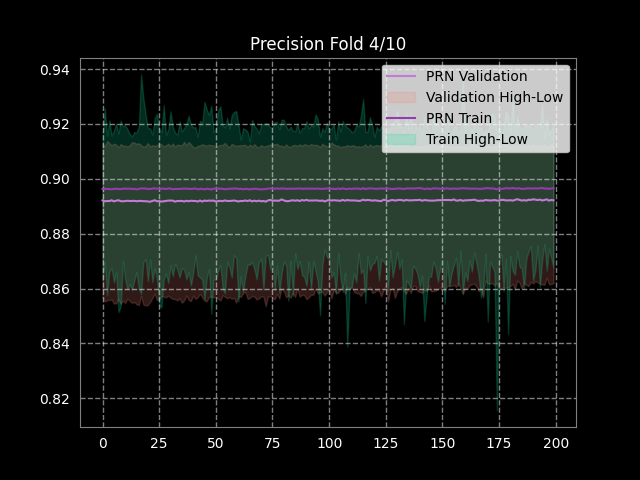 Precision Fold 4/10
0.94
0.92
0.90
0.88
0.86
0.84
0.82
PRN Validation
Validation High-Low
PRN Train
Train High-Low
0 25 50 75 100 125 150 175 200